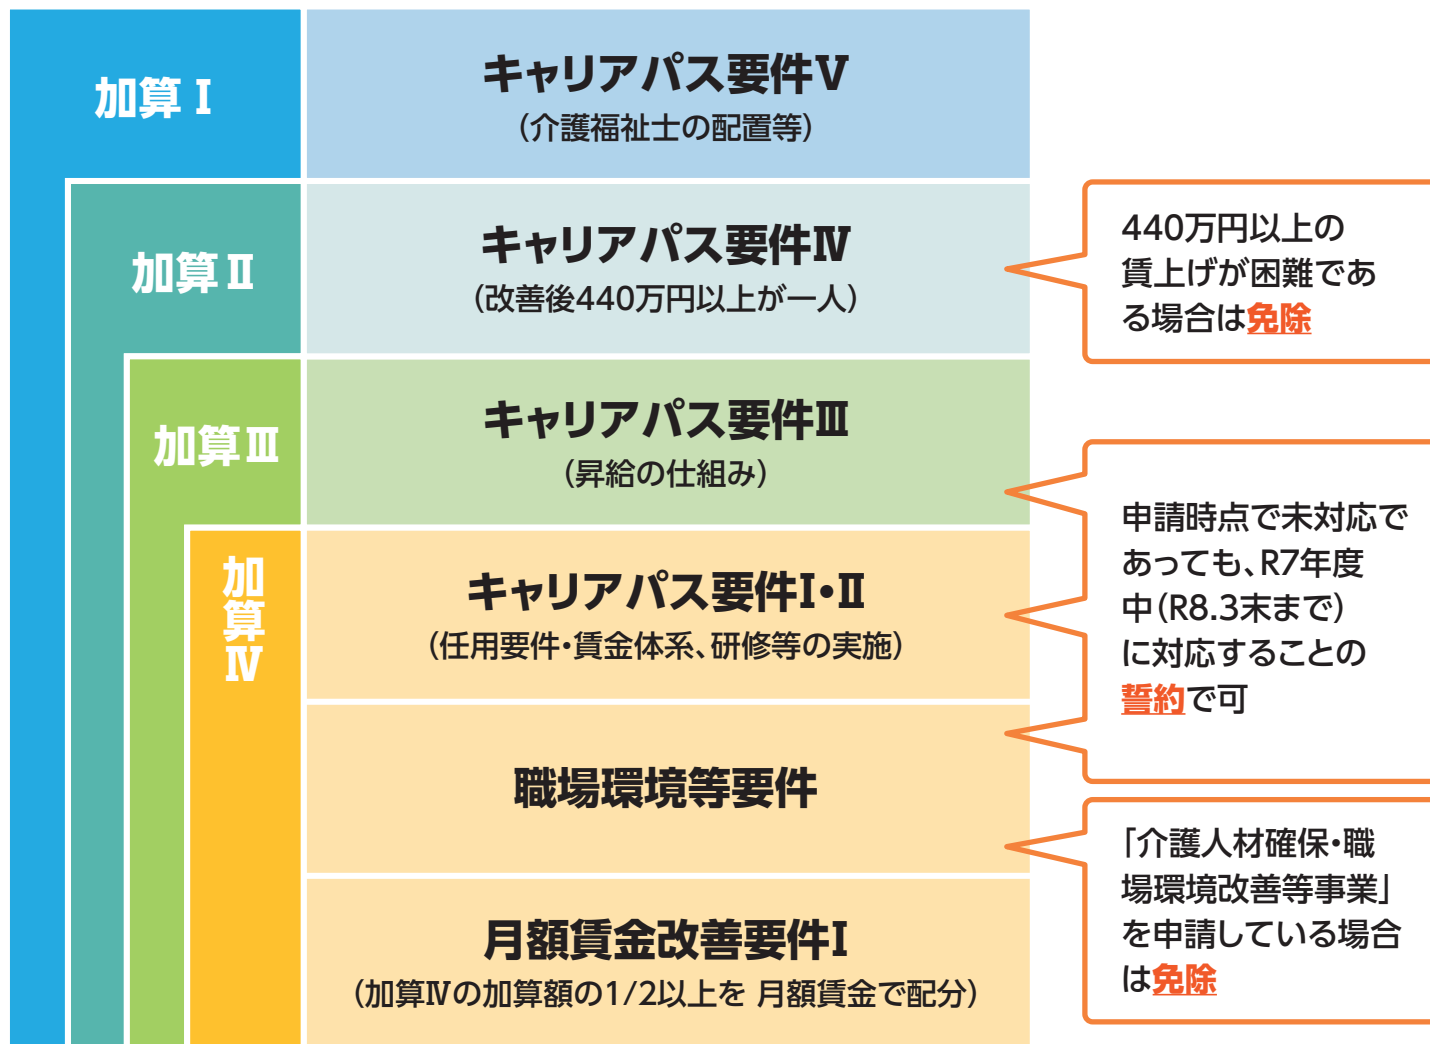 加算Ⅰ
キャリアパス要件Ⅴ
(介護福祉士の配置等)
加算Ⅱ
キャリアパス要件Ⅳ
(改善後440万円以上が一人)
440万円以上の
賃上げが困難であ
る場合は免除
加算Ⅲ
キャリアパス要件Ⅲ
(昇給の仕組み)
加算Ⅳ
キャリアパス要件Ⅰ・Ⅱ
(任用要件・賃金体系、研修等の実施)
申請時点で未対応で
あっても、R7年度
中(R8.3末まで)
に対応することの
誓約で可
職場環境等要件
「介護人材確保・職
場環境改善等事業」
を申請している場合
は免除
月額賃金改善要件Ⅰ
(加算Ⅳの加算額の1/2以上を 月額賃金で配分)